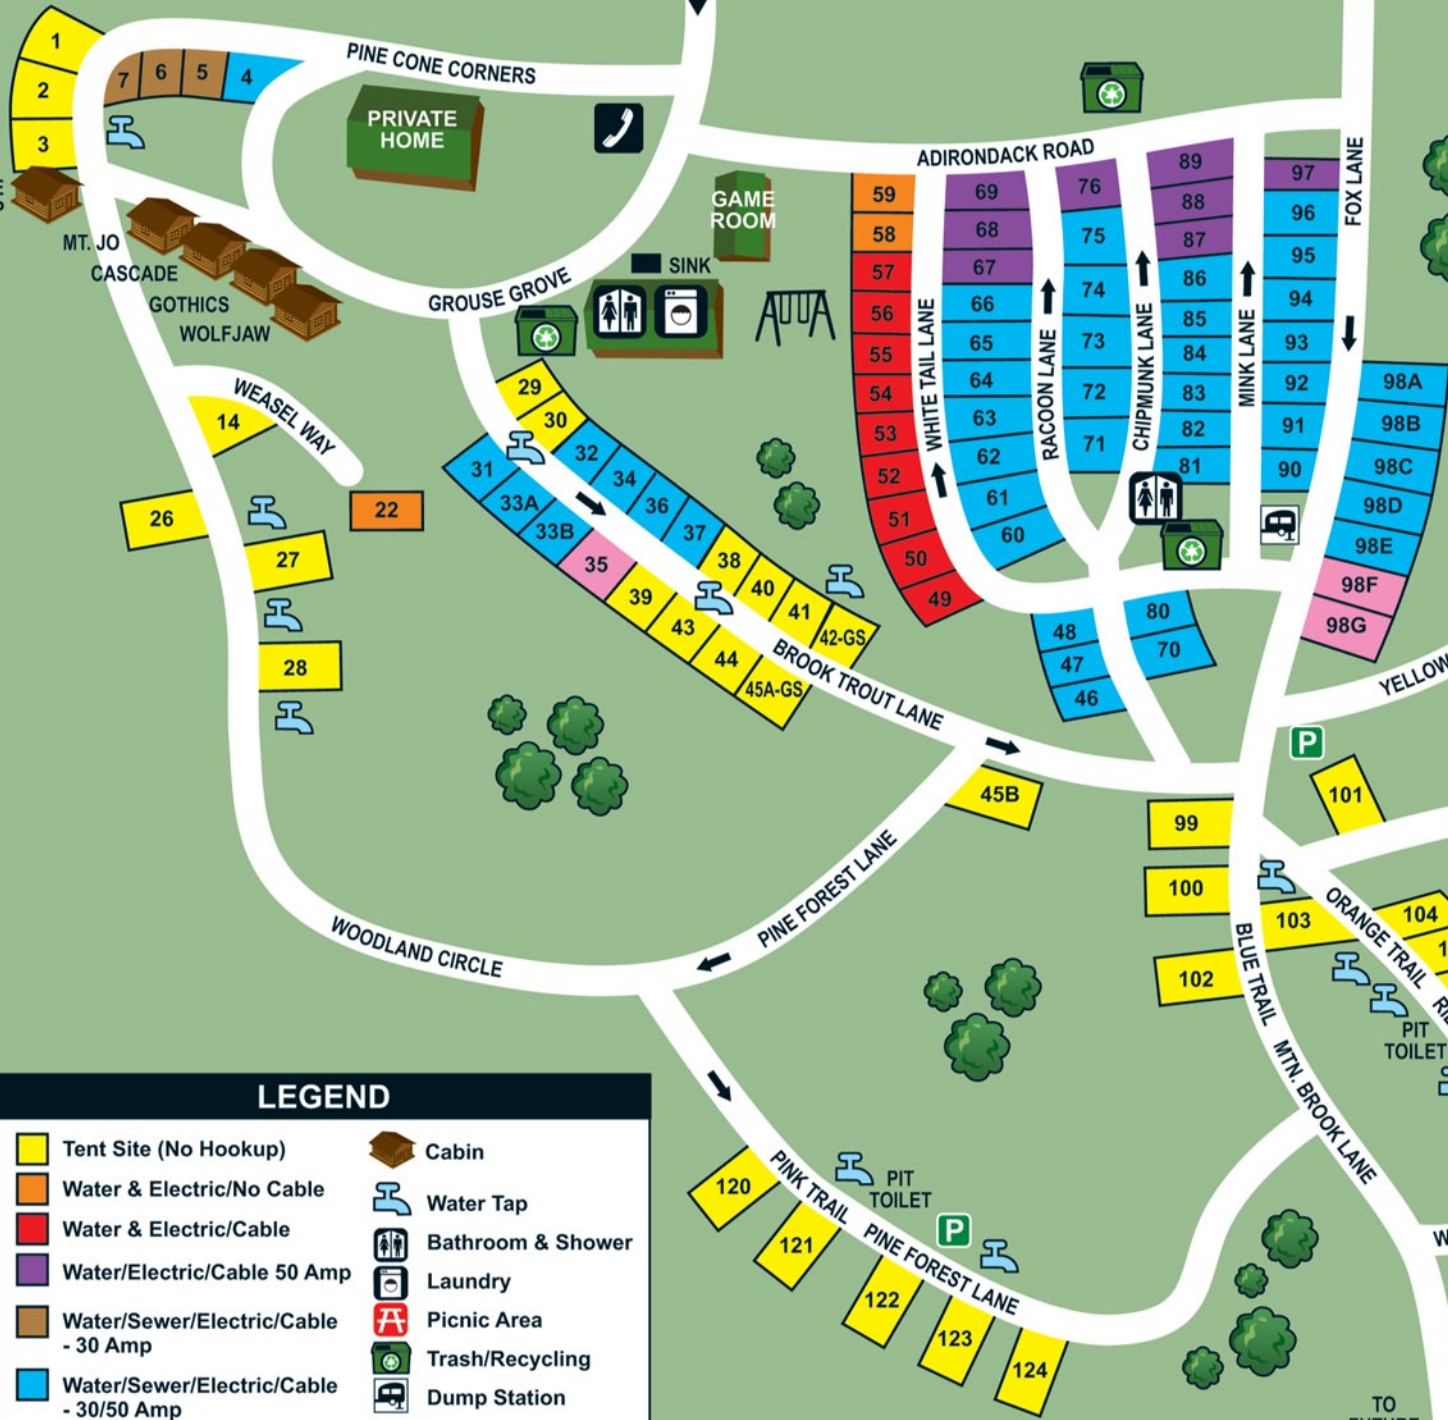 1
2
3
7
6
5
4
PINE CONE CORNERS
PRIVATE
HOME
MT. JO
CASCADE
GOTHICS
WOLFJAW
GROUSE GROVE
SINK
GAME
ROOM
ADIRONDACK ROAD
FOX LANE
WHITE TAIL LANE
RACOON LANE
CHIPMUNK LANE
MINK LANE
59
58
57
56
55
54
53
52
51
50
49
69
68
67
66
65
64
63
62
61
60
76
75
74
73
72
71
89
88
87
86
85
84
83
82
81
97
96
95
94
93
92
91
90
98A
98B
98C
98D
98E
98F
98G
48
47
46
80
70
YELLOW
WEASEL WAY
14
22
26
27
28
29
30
31
32
33A
33B
34
35
36
37
38
39
40
41
42-GS
43
44
45A-GS
BROOK TROUT LANE
45B
P
99
100
101
102
103
104
ORANGE TRAIL
PIT
TOILET
BLUE TRAIL MTN. BROOK LANE
PINE FOREST LANE
WOODLAND CIRCLE
PINK TRAIL PINE FOREST LANE
PIT
TOILET
P
120
121
122
123
124
W
TO
LEGEND
Tent Site (No Hookup)
Water & Electric/No Cable
Water & Electric/Cable
Water/Electric/Cable 50 Amp
Water/Sewer/Electric/Cable
- 30 Amp
Water/Sewer/Electric/Cable
- 30/50 Amp
Cabin
Water Tap
Bathroom & Shower
Laundry
Picnic Area
Trash/Recycling
Dump Station